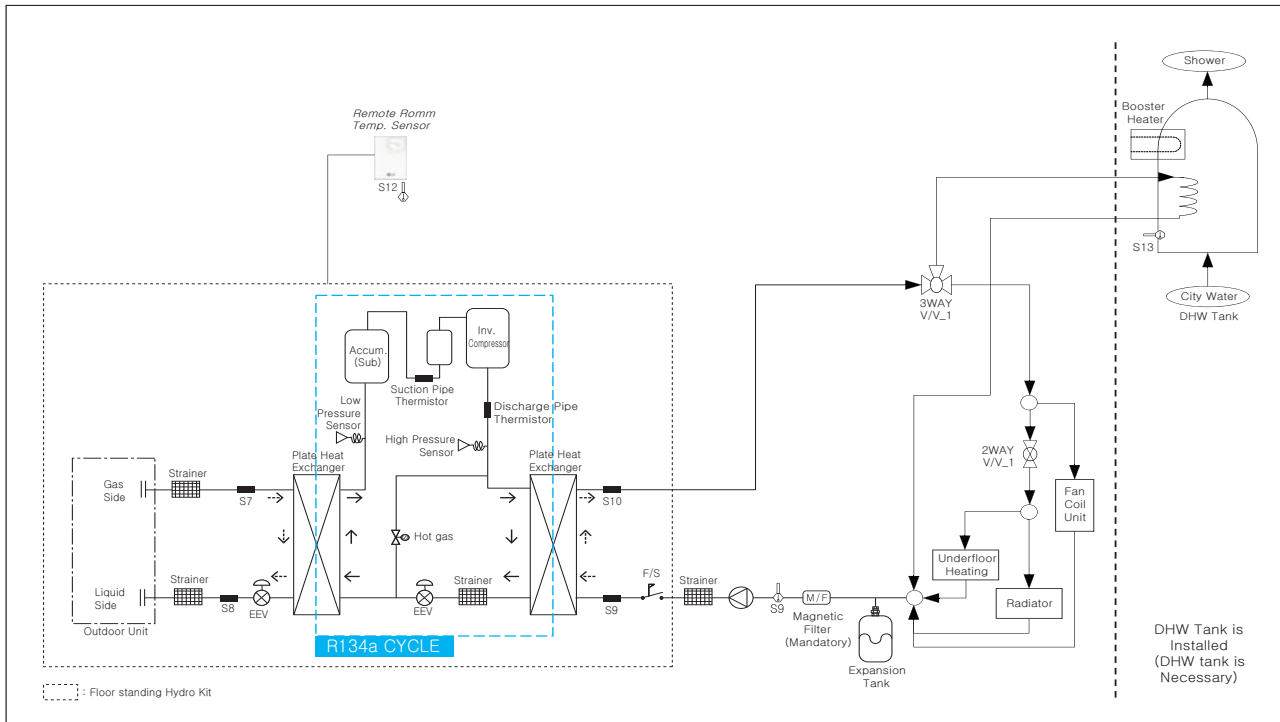 Shower
Booster
Heater
Remote Romm
Temp. Sensor
S12
S13
City Water
DHW Tank
3WAY
V/V_1
Accum.
(Sub)
Inv.
Compressor
Suction Pipe
Thermistor
Low
Pressure
Sensor
Discharge Pipe
Thermistor
High Pressure
Sensor
2WAY
V/V_1
Plate Heat
Exchanger
Plate Heat
Exchanger
Gas
Side
Strainer
S7
S10
Fan
Coil
Unit
Hot gas
Underfloor
Heating
Liquid
Side
Strainer
S8
EEV
EEV
Strainer
S9
F/S
Strainer
S9
M/F
Magnetic
Filter
(Mandatory)
Radiator
Outdoor Unit
R134a CYCLE
Expansion
Tank
DHW Tank is
Installed
(DHW tank is
Necessary)
: Floor standing Hydro Kit